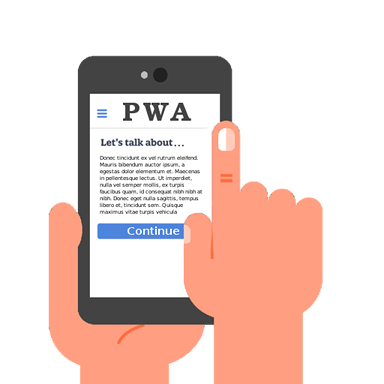 PWA
Let's talk about...
Donec tincidunt ex vel rutrum eleifend.
Mauris bibendum auctor ipsum, a
egestas dolor elementum et. Maecenas
in pellentesque lectus. Ut imperdiet,
nulla vel semper mollis, ex turpis
faucibus quam, id consequat nibh nibh at
nibh. Donec eget nulla sagittis, tempus
libero et, tincidunt sem. Quisque
maximus vitae turpis vehicula
Continue